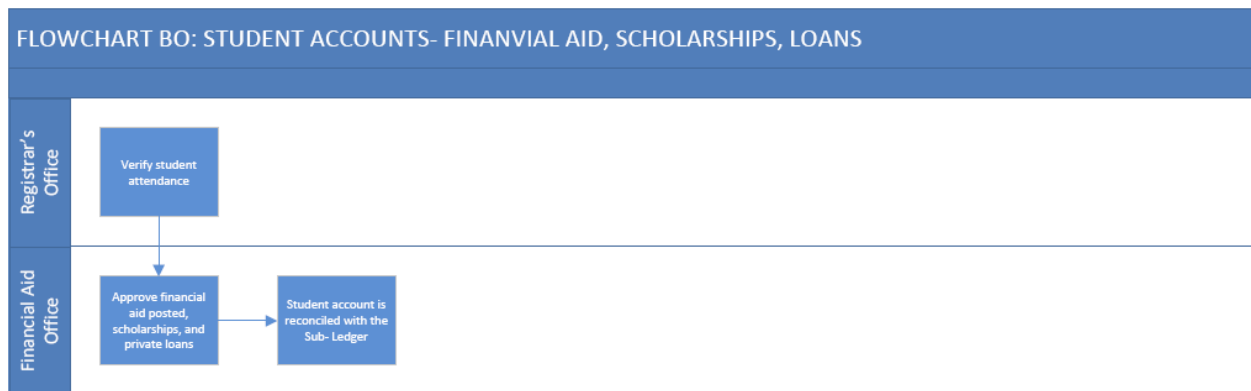 FLOWCHART BO: STUDENT ACCOUNTS- FINANVIAL AID, SCHOLARSHIPS, LOANS
Registrar's
Office
Verify student
attendance
Financial Aid
Office
Approve financial
aid posted,
scholarships, and
private loans
Student account is
reconciled with the
Sub- Ledger